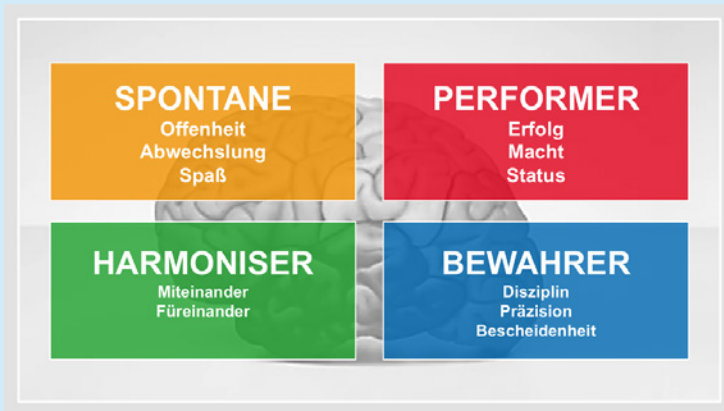 SPONTANE
Offenheit
Abwechslung
Spaß
PERFORMER
Erfolg
Macht
Status
HARMONISER
Miteinander
Füreinander
BEWAHRER
Disziplin
Präzision
Bescheidenheit